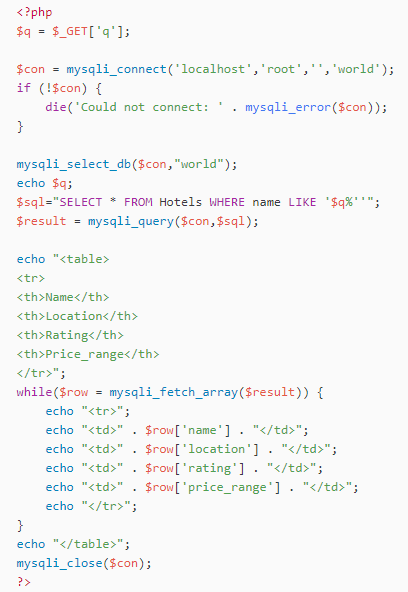 <?php
$q = $_GET['q'];

$con = mysqli_connect('localhost','root','','world');
if (!$con) {
    die('Could not connect: ' . mysqli_error($con));
}

mysqli_select_db($con,"world");
echo $q;
$sql="SELECT * FROM Hotels WHERE name LIKE '$q%''";
$result = mysqli_query($con,$sql);

echo "<table>
<tr>
<th>Name</th>
<th>Location</th>
<th>Rating</th>
<th>Price_range</th>
</tr>";
while($row = mysqli_fetch_array($result)) {
    echo "<tr>";
    echo "<td>" . $row['name'] . "</td>";
    echo "<td>" . $row['location'] . "</td>";
    echo "<td>" . $row['rating'] . "</td>";
    echo "<td>" . $row['price_range'] . "</td>";
    echo "</tr>";
}
echo "</table>";
mysqli_close($con);
?>